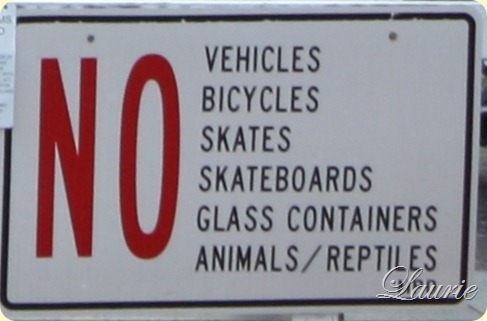 NO
VEHICLES
BICYCLES
SKATES
SKATEBOARDS
GLASS CONTAINERS
ANIMALS/REPTILES
Laurie